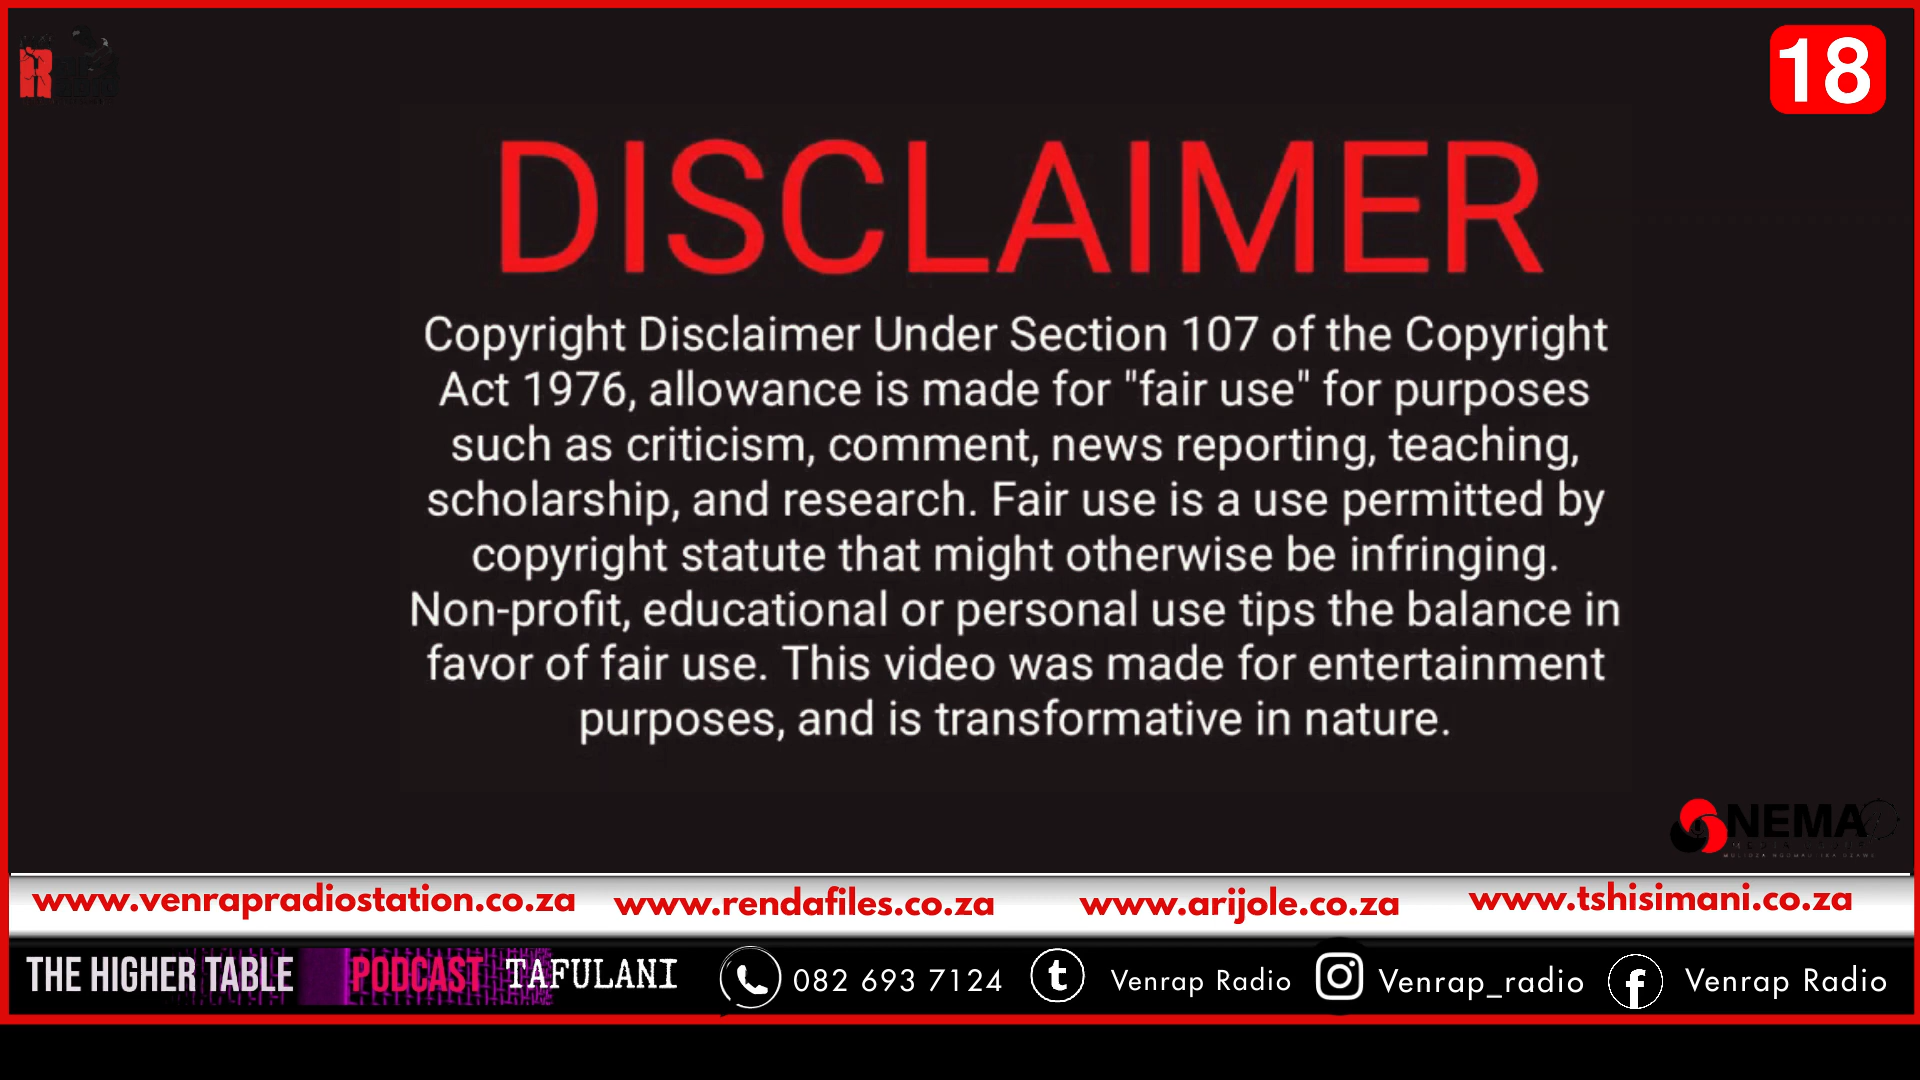 18
DISCLAIMER
Copyright Disclaimer Under Section 107 of the Copyright
Act 1976, allowance is made for "fair use" for purposes
such as criticism, comment, news reporting, teaching,
scholarship, and research. Fair use is a use permitted by
copyright statute that might otherwise be infringing.
Non-profit, educational or personal use tips the balance in
favor of fair use. This video was made for entertainment
purposes, and is transformative in nature.
NEMA
www.venrapradiostation.co.za
www.rendafiles.co.za
www.arijole.co.za
www.tshisimani.co.za
THE HIGHER TABLE PODCAST TAFULANI
082 693 7124
Venrap Radio
Venrap_radio
Venrap Radio